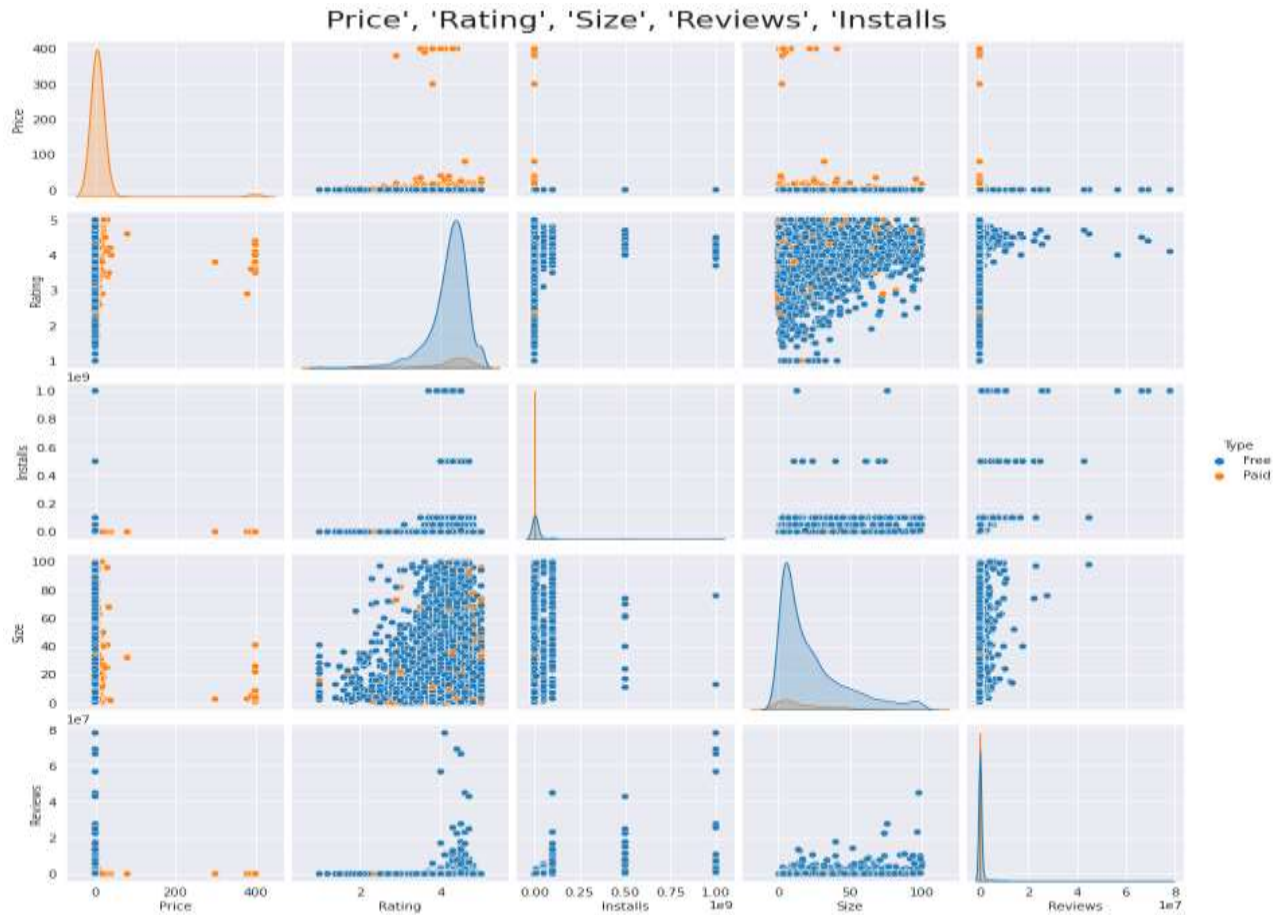 Price', 'Rating', 'Size', 'Reviews', 'Installs
400
300
200
100
0
Price
5
4
3
2
1
Rating
1e9
1.0
0.8
0.6
0.4
0.2
0.0
Installs
Type
Free
Paid
100
80
60
40
20
0
Size
1e7
8
6
4
2
0
Reviews
0 200 400
Price
2 4
Rating
0.00 0.25 0.50 0.75 1.00
1e9
Installs
0 50 100
Size
0 2 4 6 8
1e7
Reviews